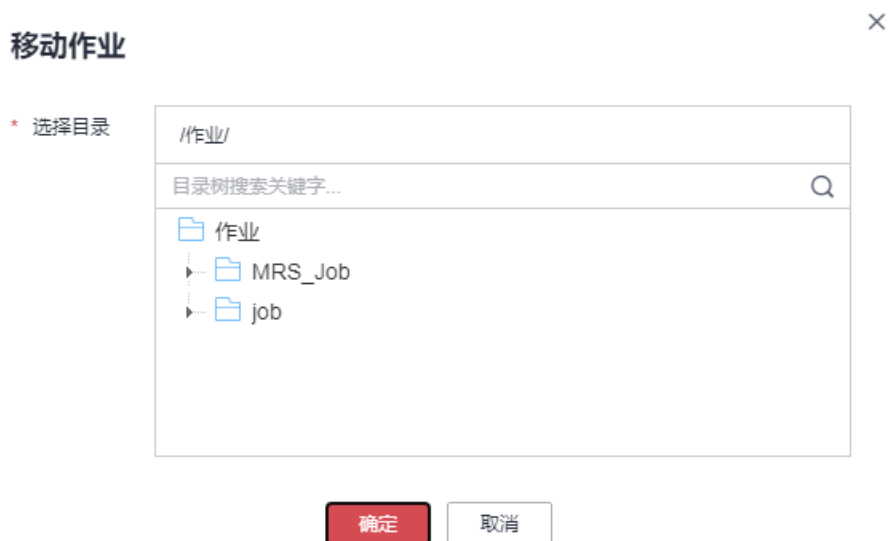 移动作业
* 选择目录
/作业/
目录树搜索关键字...
作业
MRS_Job
job
确定
取消